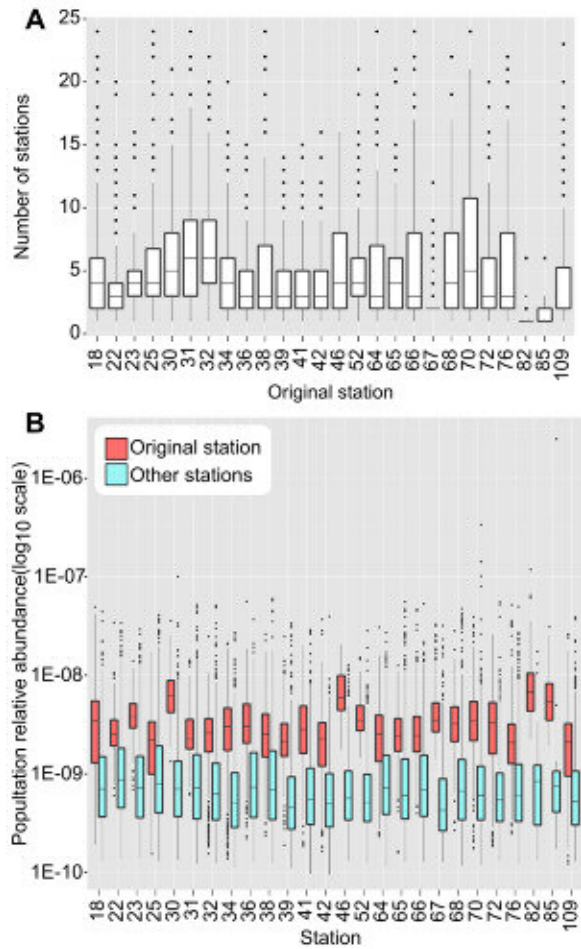 A
Number of stations
25
20
15
10
5
0
18 22 23 25 30 31 32 34 36 38 39 41 42 46 52 64 65 66 67 68 70 72 76 82 85 109
Original station
B
Original station
Other stations
Popultation relative abundance(log10 scale)
1E-06
1E-07
1E-08
1E-09
1E-10
18 22 23 25 30 31 32 34 36 38 39 41 42 46 52 64 65 66 67 68 70 72 76 82 85 109
Station